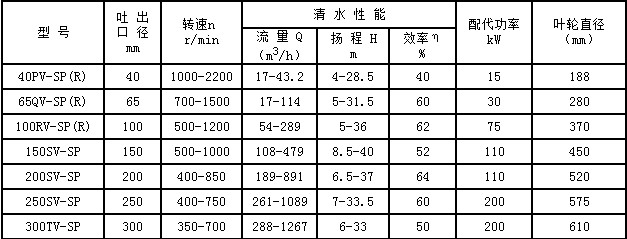 型 号 吐 出 口 径 mm 转速n r/min 清 水 性 能 配代功率 kW 叶轮直径 (mm)
流 量 Q (m³/h) 扬 程 H m 效率η %
40PV-SP(R) 40 1000-2200 17-43.2 4-28.5 40 15 188
65QV-SP(R) 65 700-1500 17-114 5-31.5 60 30 280
100RV-SP(R) 100 500-1200 54-289 5-36 62 75 370
150SV-SP 150 500-1000 108-479 8.5-40 52 110 450
200SV-SP 200 400-850 189-891 6.5-37 64 110 520
250SV-SP 250 400-750 261-1089 7-33.5 60 200 575
300TV-SP 300 350-700 288-1267 6-33 50 200 610